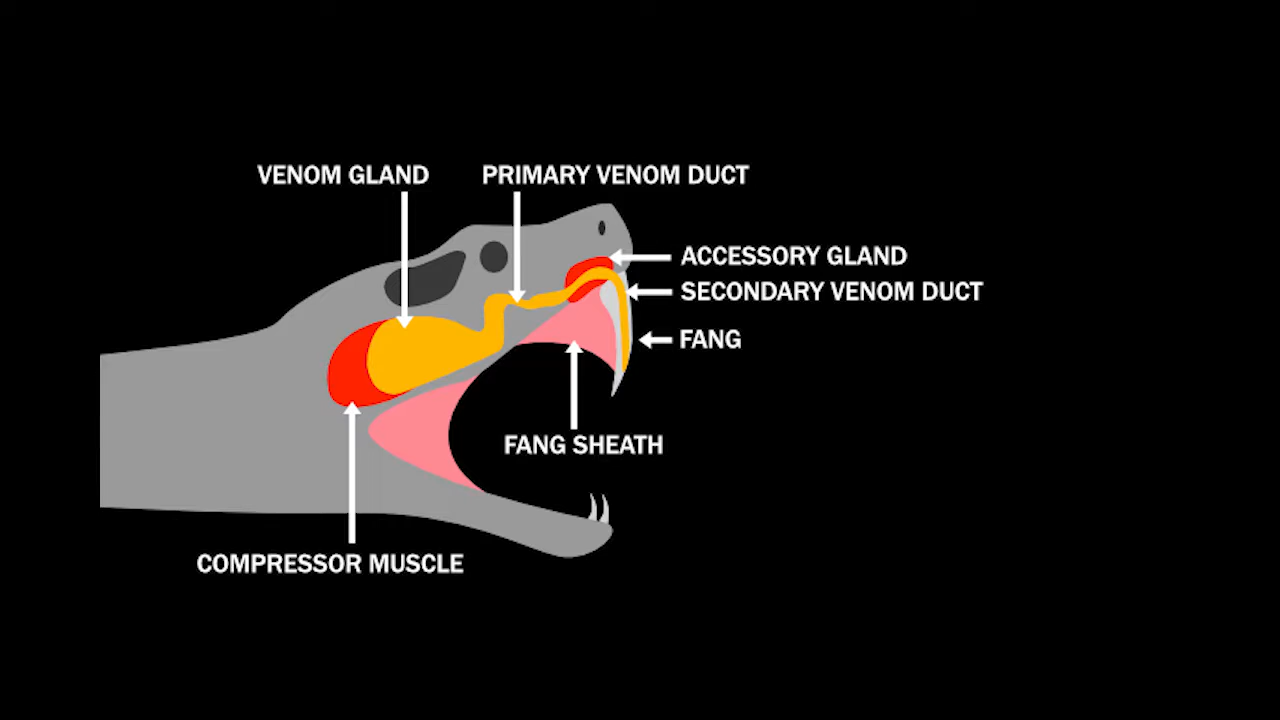 VENOM GLAND
PRIMARY VENOM DUCT
ACCESSORY GLAND
SECONDARY VENOM DUCT
FANG
FANG SHEATH
COMPRESSOR MUSCLE